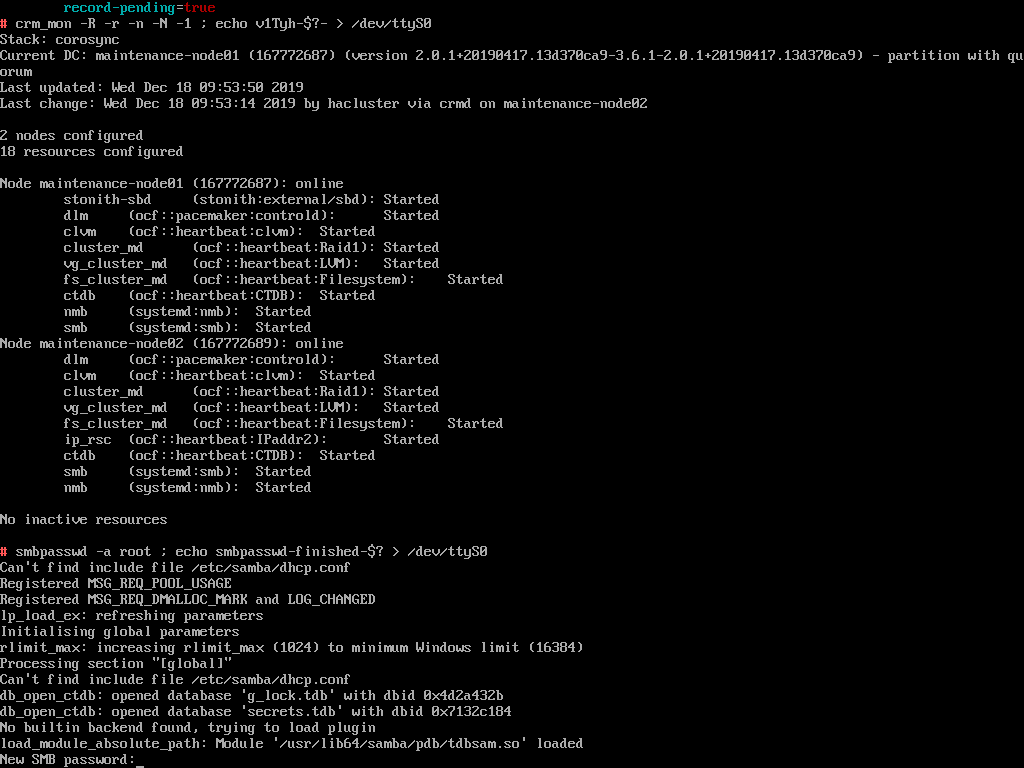 record-pending=true
# crm_mon -R -r -n -N -1 ; echo v1Tyh-$?- > /dev/ttyS0
Stack: corosync
Current DC: maintenance-node01 (167772687) (version 2.0.1+20190417.13d370ca9-3.6.1-2.0.1+20190417.13d370ca9) - partition with qu
orum
Last updated: Wed Dec 18 09:53:50 2019
Last change: Wed Dec 18 09:53:14 2019 by hacluster via crmd on maintenance-node02

2 nodes configured
18 resources configured

Node maintenance-node01 (167772687): online
        stonith-sbd     (stonith:external/sbd): Started
        dlm     (ocf::pacemaker:controld):      Started
        clvm    (ocf::heartbeat:clvm):  Started
        cluster_md      (ocf::heartbeat:Raid1): Started
        vg_cluster_md   (ocf::heartbeat:LVM):   Started
        fs_cluster_md   (ocf::heartbeat:Filesystem):    Started
        ctdb    (ocf::heartbeat:CTDB):  Started
        nmb     (systemd:nmb):  Started
        smb     (systemd:smb):  Started
Node maintenance-node02 (167772689): online
        dlm     (ocf::pacemaker:controld):      Started
        clvm    (ocf::heartbeat:clvm):  Started
        cluster_md      (ocf::heartbeat:Raid1): Started
        vg_cluster_md   (ocf::heartbeat:LVM):   Started
        fs_cluster_md   (ocf::heartbeat:Filesystem):    Started
        ip_rsc  (ocf::heartbeat:IPaddr2):       Started
        ctdb    (ocf::heartbeat:CTDB):  Started
        smb     (systemd:smb):  Started
        nmb     (systemd:nmb):  Started

No inactive resources

# smbpasswd -a root ; echo smbpasswd-finished-$? > /dev/ttyS0
Can't find include file /etc/samba/dhcp.conf
Registered MSG_REQ_POOL_USAGE
Registered MSG_REQ_DMALLOC_MARK and LOG_CHANGED
lp_load_ex: refreshing parameters
Initialising global parameters
rlimit_max: increasing rlimit_max (1024) to minimum Windows limit (16384)
Processing section "[global]"
Can't find include file /etc/samba/dhcp.conf
db_open_ctdb: opened database 'g_lock.tdb' with dbid 0x4d2a432b
db_open_ctdb: opened database 'secrets.tdb' with dbid 0x7132c184
No builtin backend found, trying to load plugin
load_module_absolute_path: Module '/usr/lib64/samba/pdb/tdbsam.so' loaded
New SMB password:_